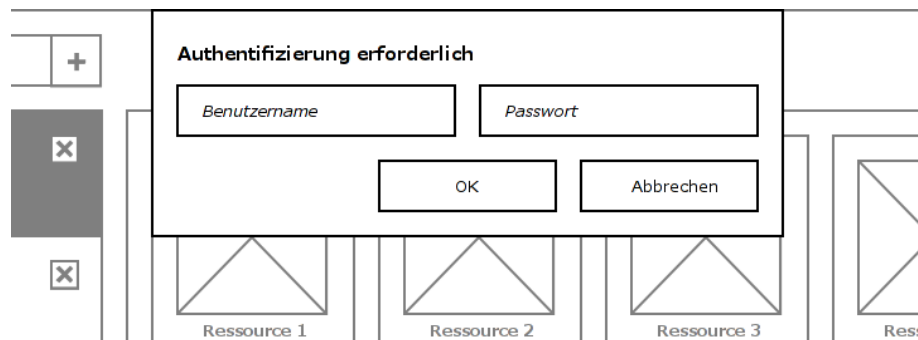 Authentifizierung erforderlich
Benutzername Passwort
OK Abbrechen
Ressource 1 Ressource 2 Ressource 3